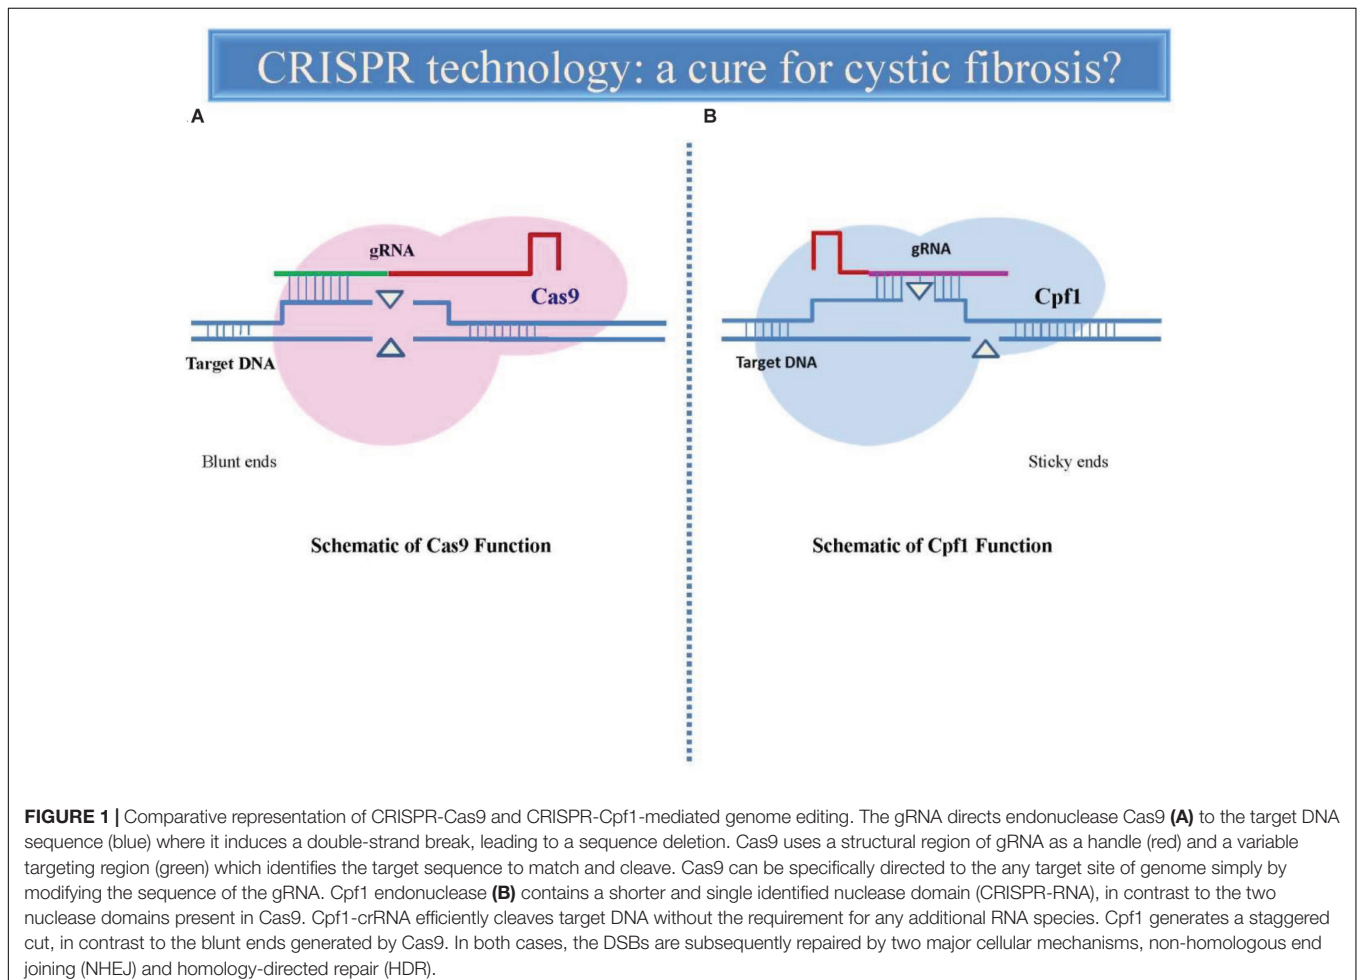 CRISPR technology: a cure for cystic fibrosis?
A
B
gRNA
Cas9
Target DNA
Blunt ends
Schematic of Cas9 Function
gRNA
Cpf1
Target DNA
Sticky ends
Schematic of Cpf1 Function
FIGURE 1 | Comparative representation of CRISPR-Cas9 and CRISPR-Cpf1-mediated genome editing. The gRNA directs endonuclease Cas9 (A) to the target DNA
sequence (blue) where it induces a double-strand break, leading to a sequence deletion. Cas9 uses a structural region of gRNA as a handle (red) and a variable
targeting region (green) which identifies the target sequence to match and cleave. Cas9 can be specifically directed to the any target site of genome simply by
modifying the sequence of the gRNA. Cpf1 endonuclease (B) contains a shorter and single identified nuclease domain (CRISPR-RNA), in contrast to the two
nuclease domains present in Cas9. Cpf1-crRNA efficiently cleaves target DNA without the requirement for any additional RNA species. Cpf1 generates a staggered
cut, in contrast to the blunt ends generated by Cas9. In both cases, the DSBs are subsequently repaired by two major cellular mechanisms, non-homologous end
joining (NHEJ) and homology-directed repair (HDR).